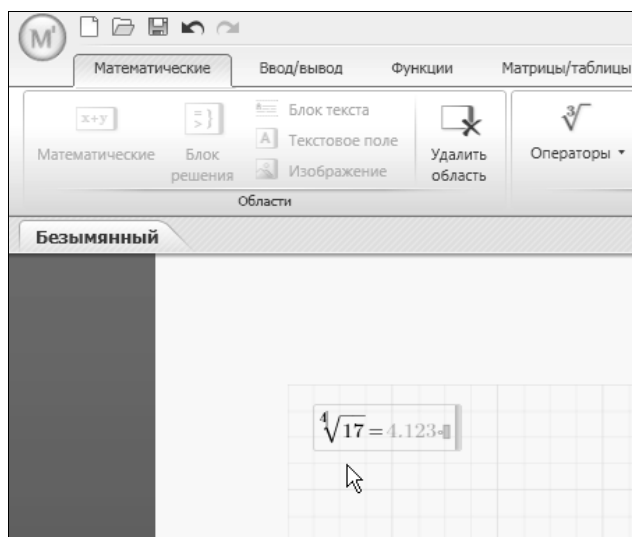 M'
Математические Ввод/вывод Функции Матрицы/таблицы
x+y
Математические
= > }
Блок
решения
Блок текста
A Текстовое поле
Изображение
Удалить
область
∛
Операторы
Области
Безымянный
∜17 = 4.123